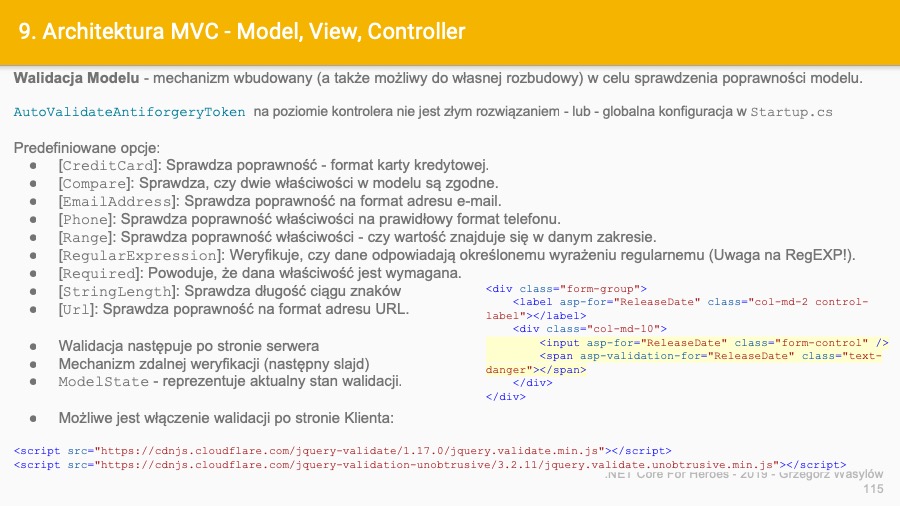 9. Architektura MVC - Model, View, Controller
Walidacja Modelu - mechanizm wbudowany (a także możliwy do własnej rozbudowy) w celu sprawdzenia poprawności modelu.
AutoValidateAntiforgeryToken na poziomie kontrolera nie jest złym rozwiązaniem - lub - globalna konfiguracja w Startup.cs
Predefiniowane opcje:
● [CreditCard]: Sprawdza poprawność - format karty kredytowej.
● [Compare]: Sprawdza, czy dwie właściwości w modelu są zgodne.
● [EmailAddress]: Sprawdza poprawność na format adresu e-mail.
● [Phone]: Sprawdza poprawność właściwości na prawidłowy format telefonu.
● [Range]: Sprawdza poprawność właściwości - czy wartość znajduje się w danym zakresie.
● [RegularExpression]: Weryfikuje, czy dane odpowiadają określonemu wyrażeniu regularnemu (Uwaga na RegEXP!).
● [Required]: Powoduje, że dana właściwość jest wymagana.
● [StringLength]: Sprawdza długość ciągu znaków
● [Url]: Sprawdza poprawność na format adresu URL.
● Walidacja następuje po stronie serwera
● Mechanizm zdalnej weryfikacji (następny slajd)
● ModelState - reprezentuje aktualny stan walidacji.
● Możliwe jest włączenie walidacji po stronie Klienta:
<div class="form-group">
<label asp-for="ReleaseDate" class="col-md-2 control-
label"></label>
<div class="col-md-10">
<input asp-for="ReleaseDate" class="form-control" />
<span asp-validation-for="ReleaseDate" class="text-
danger"></span>
</div>
</div>
<script src="https://cdnjs.cloudflare.com/jquery-validate/1.17.0/jquery.validate.min.js"></script>
<script src="https://cdnjs.cloudflare.com/jquery-validation-unobtrusive/3.2.11/jquery.validate.unobtrusive.min.js"></script>
.NET Core For Heroes - 2019 - Grzegorz Wasylów
115